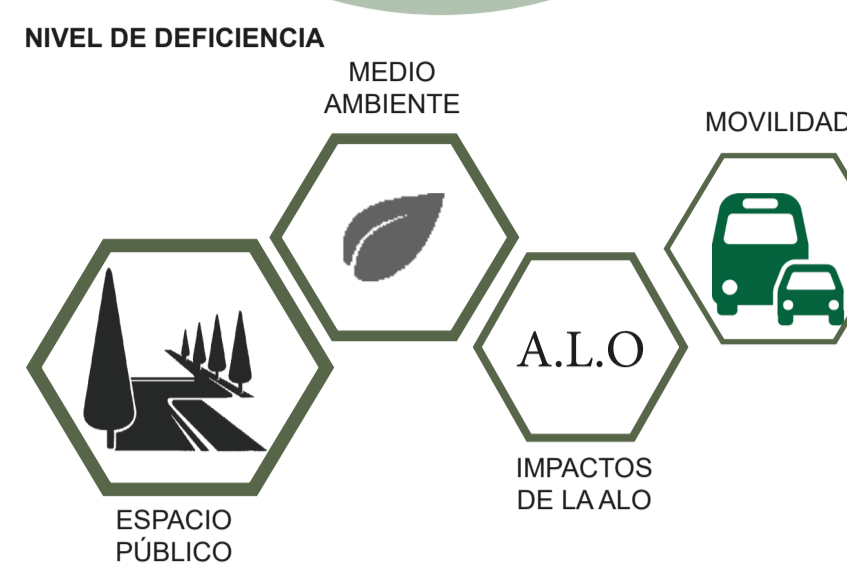 NIVEL DE DEFICIENCIA
MEDIO
AMBIENTE
MOVILIDAD
A.L.O
IMPACTOS
DE LA ALO
ESPACIO
PÚBLICO